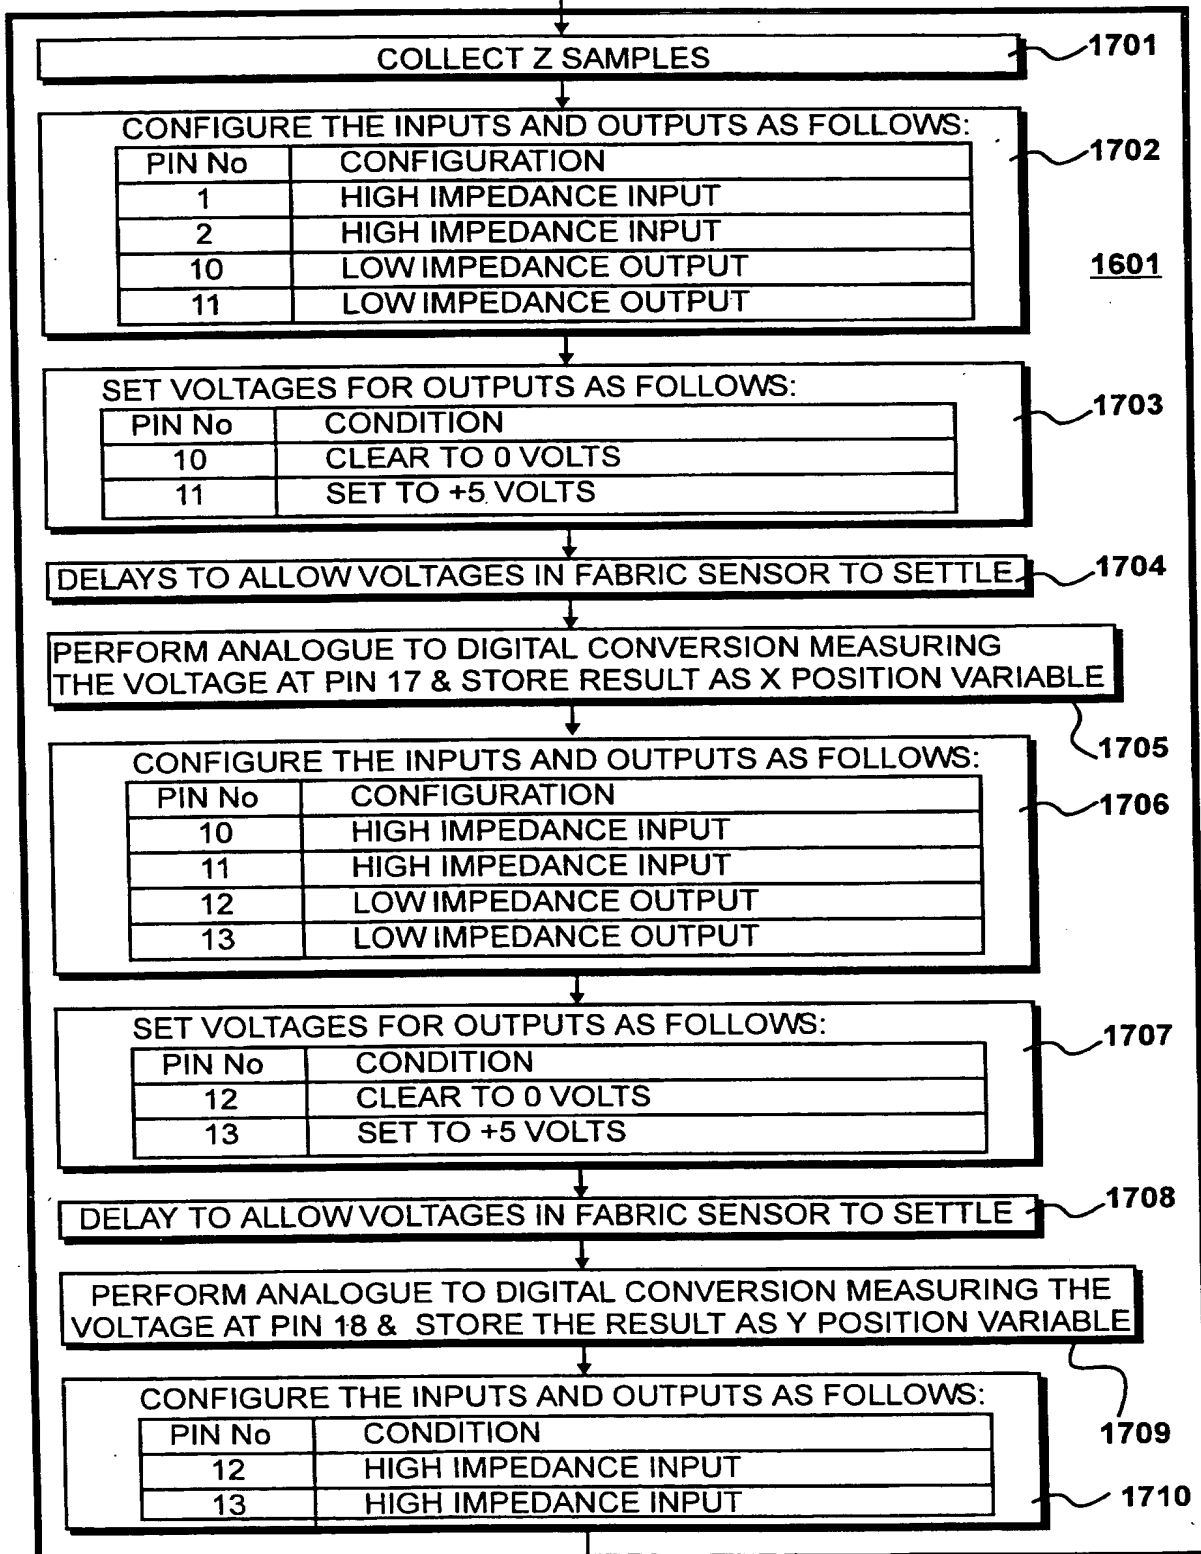 COLLECT Z SAMPLES
1701
CONFIGURE THE INPUTS AND OUTPUTS AS FOLLOWS:
1702
PIN No CONFIGURATION
1 HIGH IMPEDANCE INPUT
2 HIGH IMPEDANCE INPUT
10 LOW IMPEDANCE OUTPUT
11 LOW IMPEDANCE OUTPUT
1601
SET VOLTAGES FOR OUTPUTS AS FOLLOWS:
1703
PIN No CONDITION
10 CLEAR TO 0 VOLTS
11 SET TO +5 VOLTS
DELAYS TO ALLOW VOLTAGES IN FABRIC SENSOR TO SETTLE
1704
PERFORM ANALOGUE TO DIGITAL CONVERSION MEASURING
THE VOLTAGE AT PIN 17 & STORE RESULT AS X POSITION VARIABLE
1705
CONFIGURE THE INPUTS AND OUTPUTS AS FOLLOWS:
1706
PIN No CONFIGURATION
10 HIGH IMPEDANCE INPUT
11 HIGH IMPEDANCE INPUT
12 LOW IMPEDANCE OUTPUT
13 LOW IMPEDANCE OUTPUT
SET VOLTAGES FOR OUTPUTS AS FOLLOWS:
1707
PIN No CONDITION
12 CLEAR TO 0 VOLTS
13 SET TO +5 VOLTS
DELAY TO ALLOW VOLTAGES IN FABRIC SENSOR TO SETTLE
1708
PERFORM ANALOGUE TO DIGITAL CONVERSION MEASURING THE
VOLTAGE AT PIN 18 & STORE THE RESULT AS Y POSITION VARIABLE
1709
CONFIGURE THE INPUTS AND OUTPUTS AS FOLLOWS:
PIN No CONDITION
12 HIGH IMPEDANCE INPUT
13 HIGH IMPEDANCE INPUT
1710